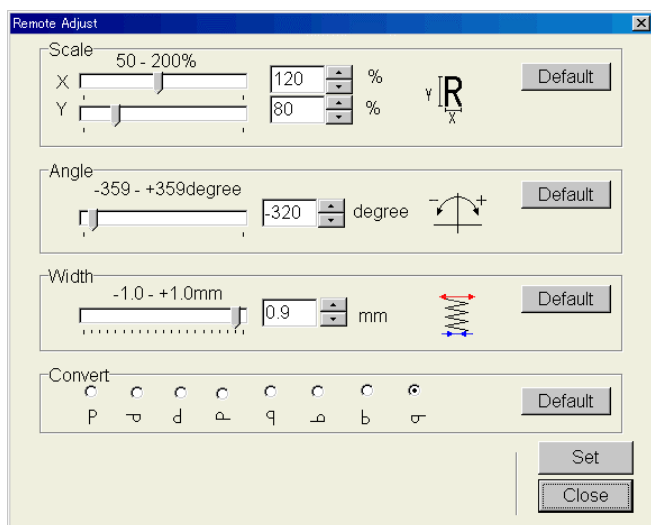 Remote Adjust
Scale
50 - 200%
X 120 % Default
Y 80 %
Y R
X
Angle
-359 - +359degree
-320 degree - + Default
Width
-1.0 - +1.0mm
0.9 mm Default
Convert
P
Default
Set
Close